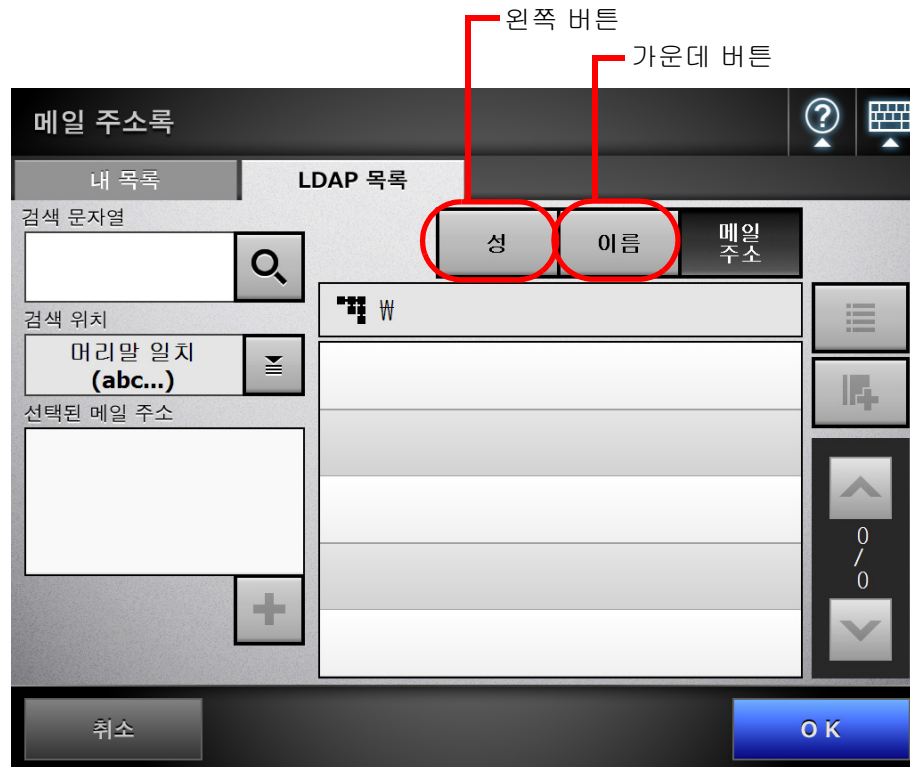 왼쪽 버튼
가운데 버튼
메일 주소록
?
내 목록
LDAP 목록
검색 문자열
성
이름
메일
주소
₩
검색 위치
머리말 일치
(abc...)
선택된 메일 주소
0
/
0
취소
O K